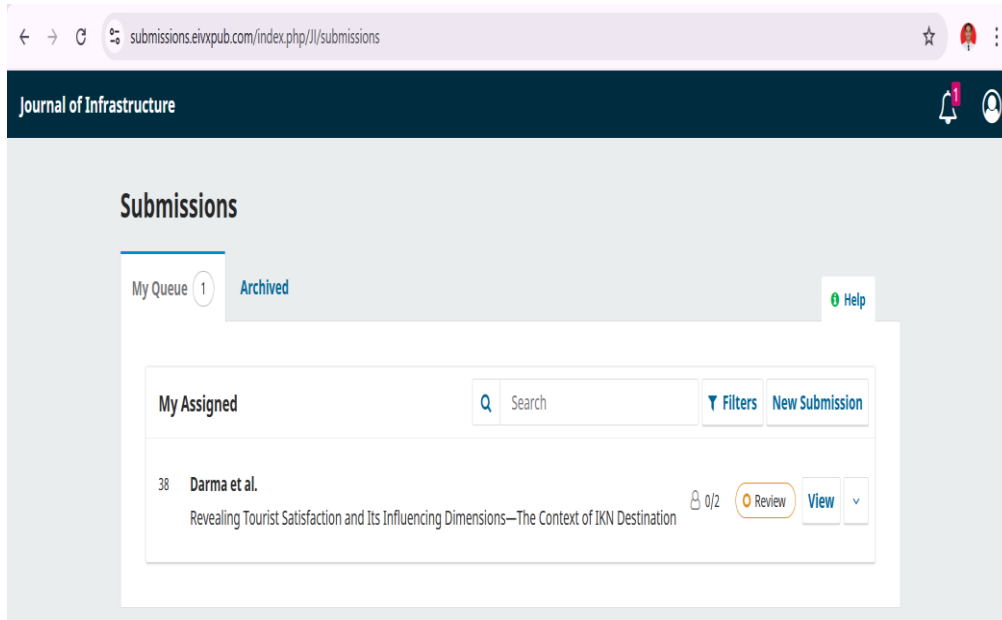 submissions.eivxpub.com/index.php/JI/submissions
Journal of Infrastructure
1
Submissions
My Queue 1 Archived
Help
My Assigned Search Filters New Submission
38 Darma et al. 0/2 Review View
Revealing Tourist Satisfaction and Its Influencing Dimensions—The Context of IKN Destination